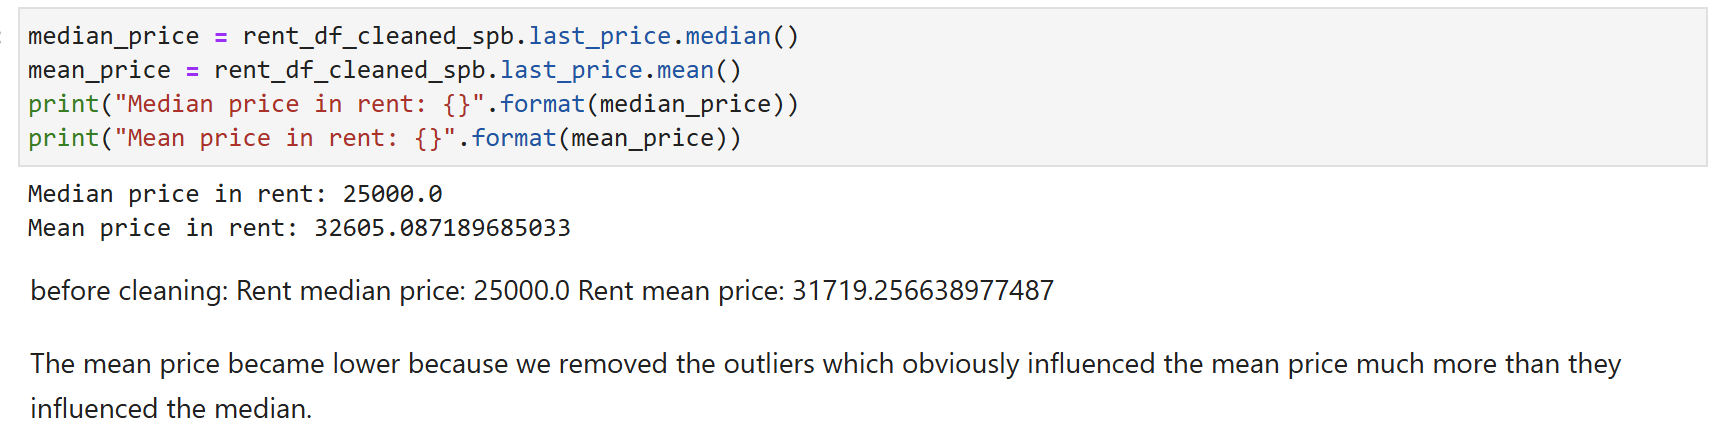 median_price = rent_df_cleaned_spb.last_price.median()
mean_price = rent_df_cleaned_spb.last_price.mean()
print("Median price in rent: {}".format(median_price))
print("Mean price in rent: {}".format(mean_price))
Median price in rent: 25000.0
Mean price in rent: 32605.087189685033
before cleaning: Rent median price: 25000.0 Rent mean price: 31719.256638977487
The mean price became lower because we removed the outliers which obviously influenced the mean price much more than they
influenced the median.